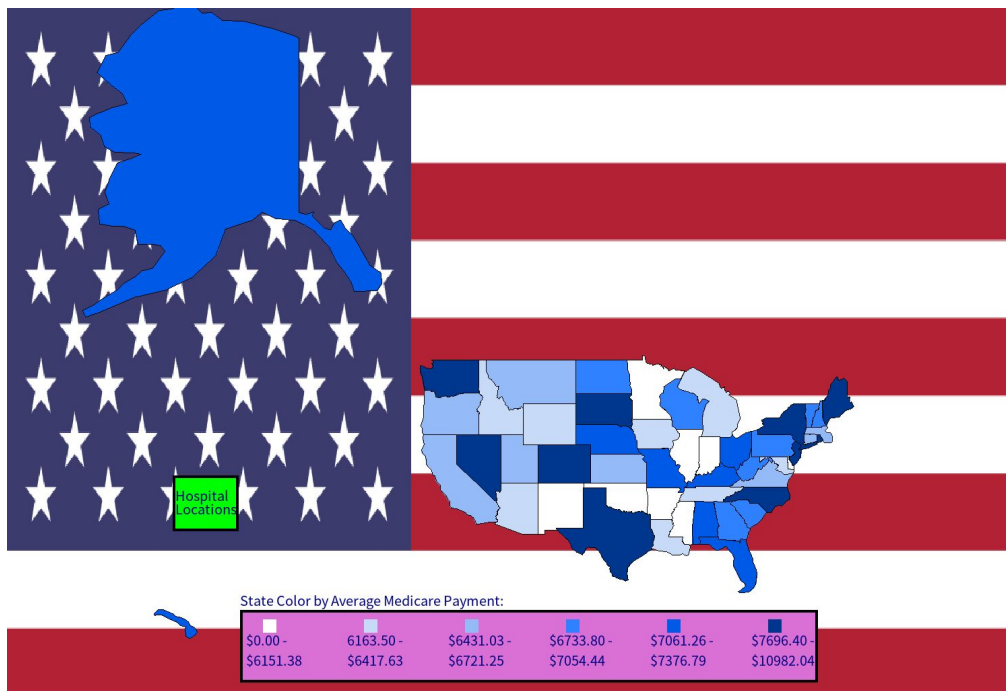 Hospital
Locations
State Color by Average Medicare Payment:
$0.00 - 6163.50 - $6431.03 - $6733.80 - $7061.26 - $7696.40 -
$6151.38 $6417.63 $6721.25 $7054.44 $7376.79 $10982.04